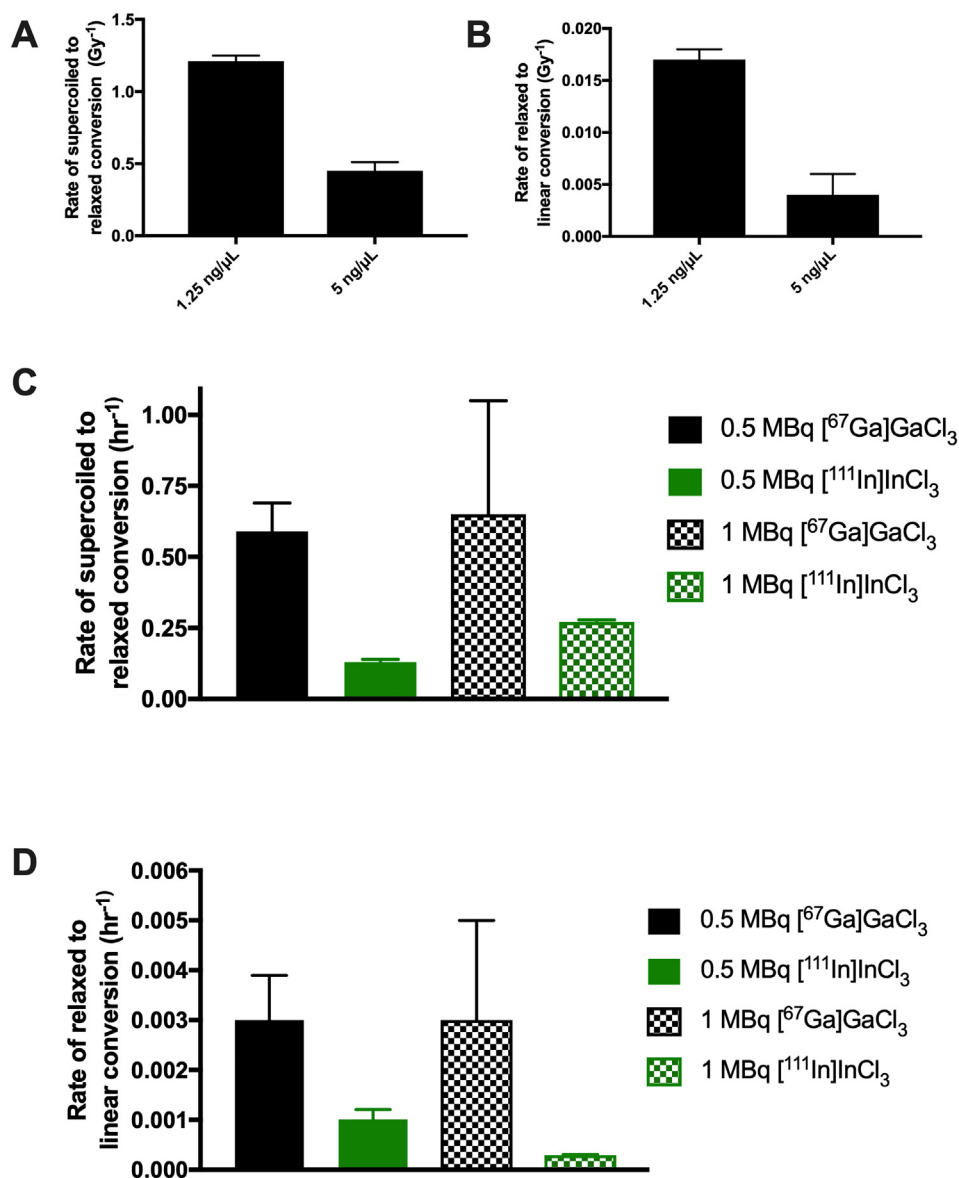 A
Rate of supercoiled to
relaxed conversion (Gy⁻¹)
1.5
1.0
0.5
0.0
1.25 ng/µL
5 ng/µL
B
Rate of relaxed to
linear conversion (Gy⁻¹)
0.020
0.015
0.010
0.005
0.000
1.25 ng/µL
5 ng/µL
C
Rate of supercoiled to
relaxed conversion (hr⁻¹)
1.00
0.75
0.50
0.25
0.00
0.5 MBq [⁶⁷Ga]GaCl₃
0.5 MBq [¹¹¹In]InCl₃
1 MBq [⁶⁷Ga]GaCl₃
1 MBq [¹¹¹In]InCl₃
D
Rate of relaxed to
linear conversion (hr⁻¹)
0.006
0.005
0.004
0.003
0.002
0.001
0.000
0.5 MBq [⁶⁷Ga]GaCl₃
0.5 MBq [¹¹¹In]InCl₃
1 MBq [⁶⁷Ga]GaCl₃
1 MBq [¹¹¹In]InCl₃